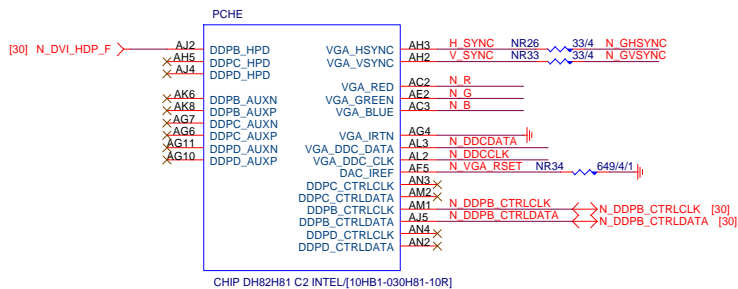 PCHE
[30] N_DVI_HDP_F AJ2 DDPB_HPD VGA_HSYNC AH3 H_SYNC NR26 33/4 N_GHSYNC
AH5 DDPC_HPD VGA_VSYNC AH2 V_SYNC NR33 33/4 N_GVSYNC
AJ4 DDPD_HPD
VGA_RED AC2 N_R
AK6 DDPB_AUXN VGA_GREEN AE2 N_G
AK8 DDPB_AUXP VGA_BLUE AC3 N_B
AG7 DDPC_AUXN
AG6 DDPC_AUXP VGA_IRTN AG4
AG11 DDPD_AUXN VGA_DDC_DATA AL3 N_DDCDATA
AG10 DDPD_AUXP VGA_DDC_CLK AL2 N_DDCCLK
DAC_IREF AF5 N_VGA_RSET NR34 649/4/1
DDPC_CTRLCLK AN3
DDPC_CTRLDATA AM2
DDPB_CTRLCLK AM1 N_DDPB_CTRLCLK N_DDPB_CTRLCLK [30]
DDPB_CTRLDATA AJ5 N_DDPB_CTRLDATA N_DDPB_CTRLDATA [30]
DDPD_CTRLCLK AN4
DDPD_CTRLDATA AN2
CHIP DH82H81 C2 INTEL/[10HB1-030H81-10R]